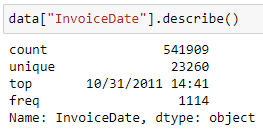 data["InvoiceDate"].describe()
count 541909
unique 23260
top 10/31/2011 14:41
freq 1114
Name: InvoiceDate, dtype: object